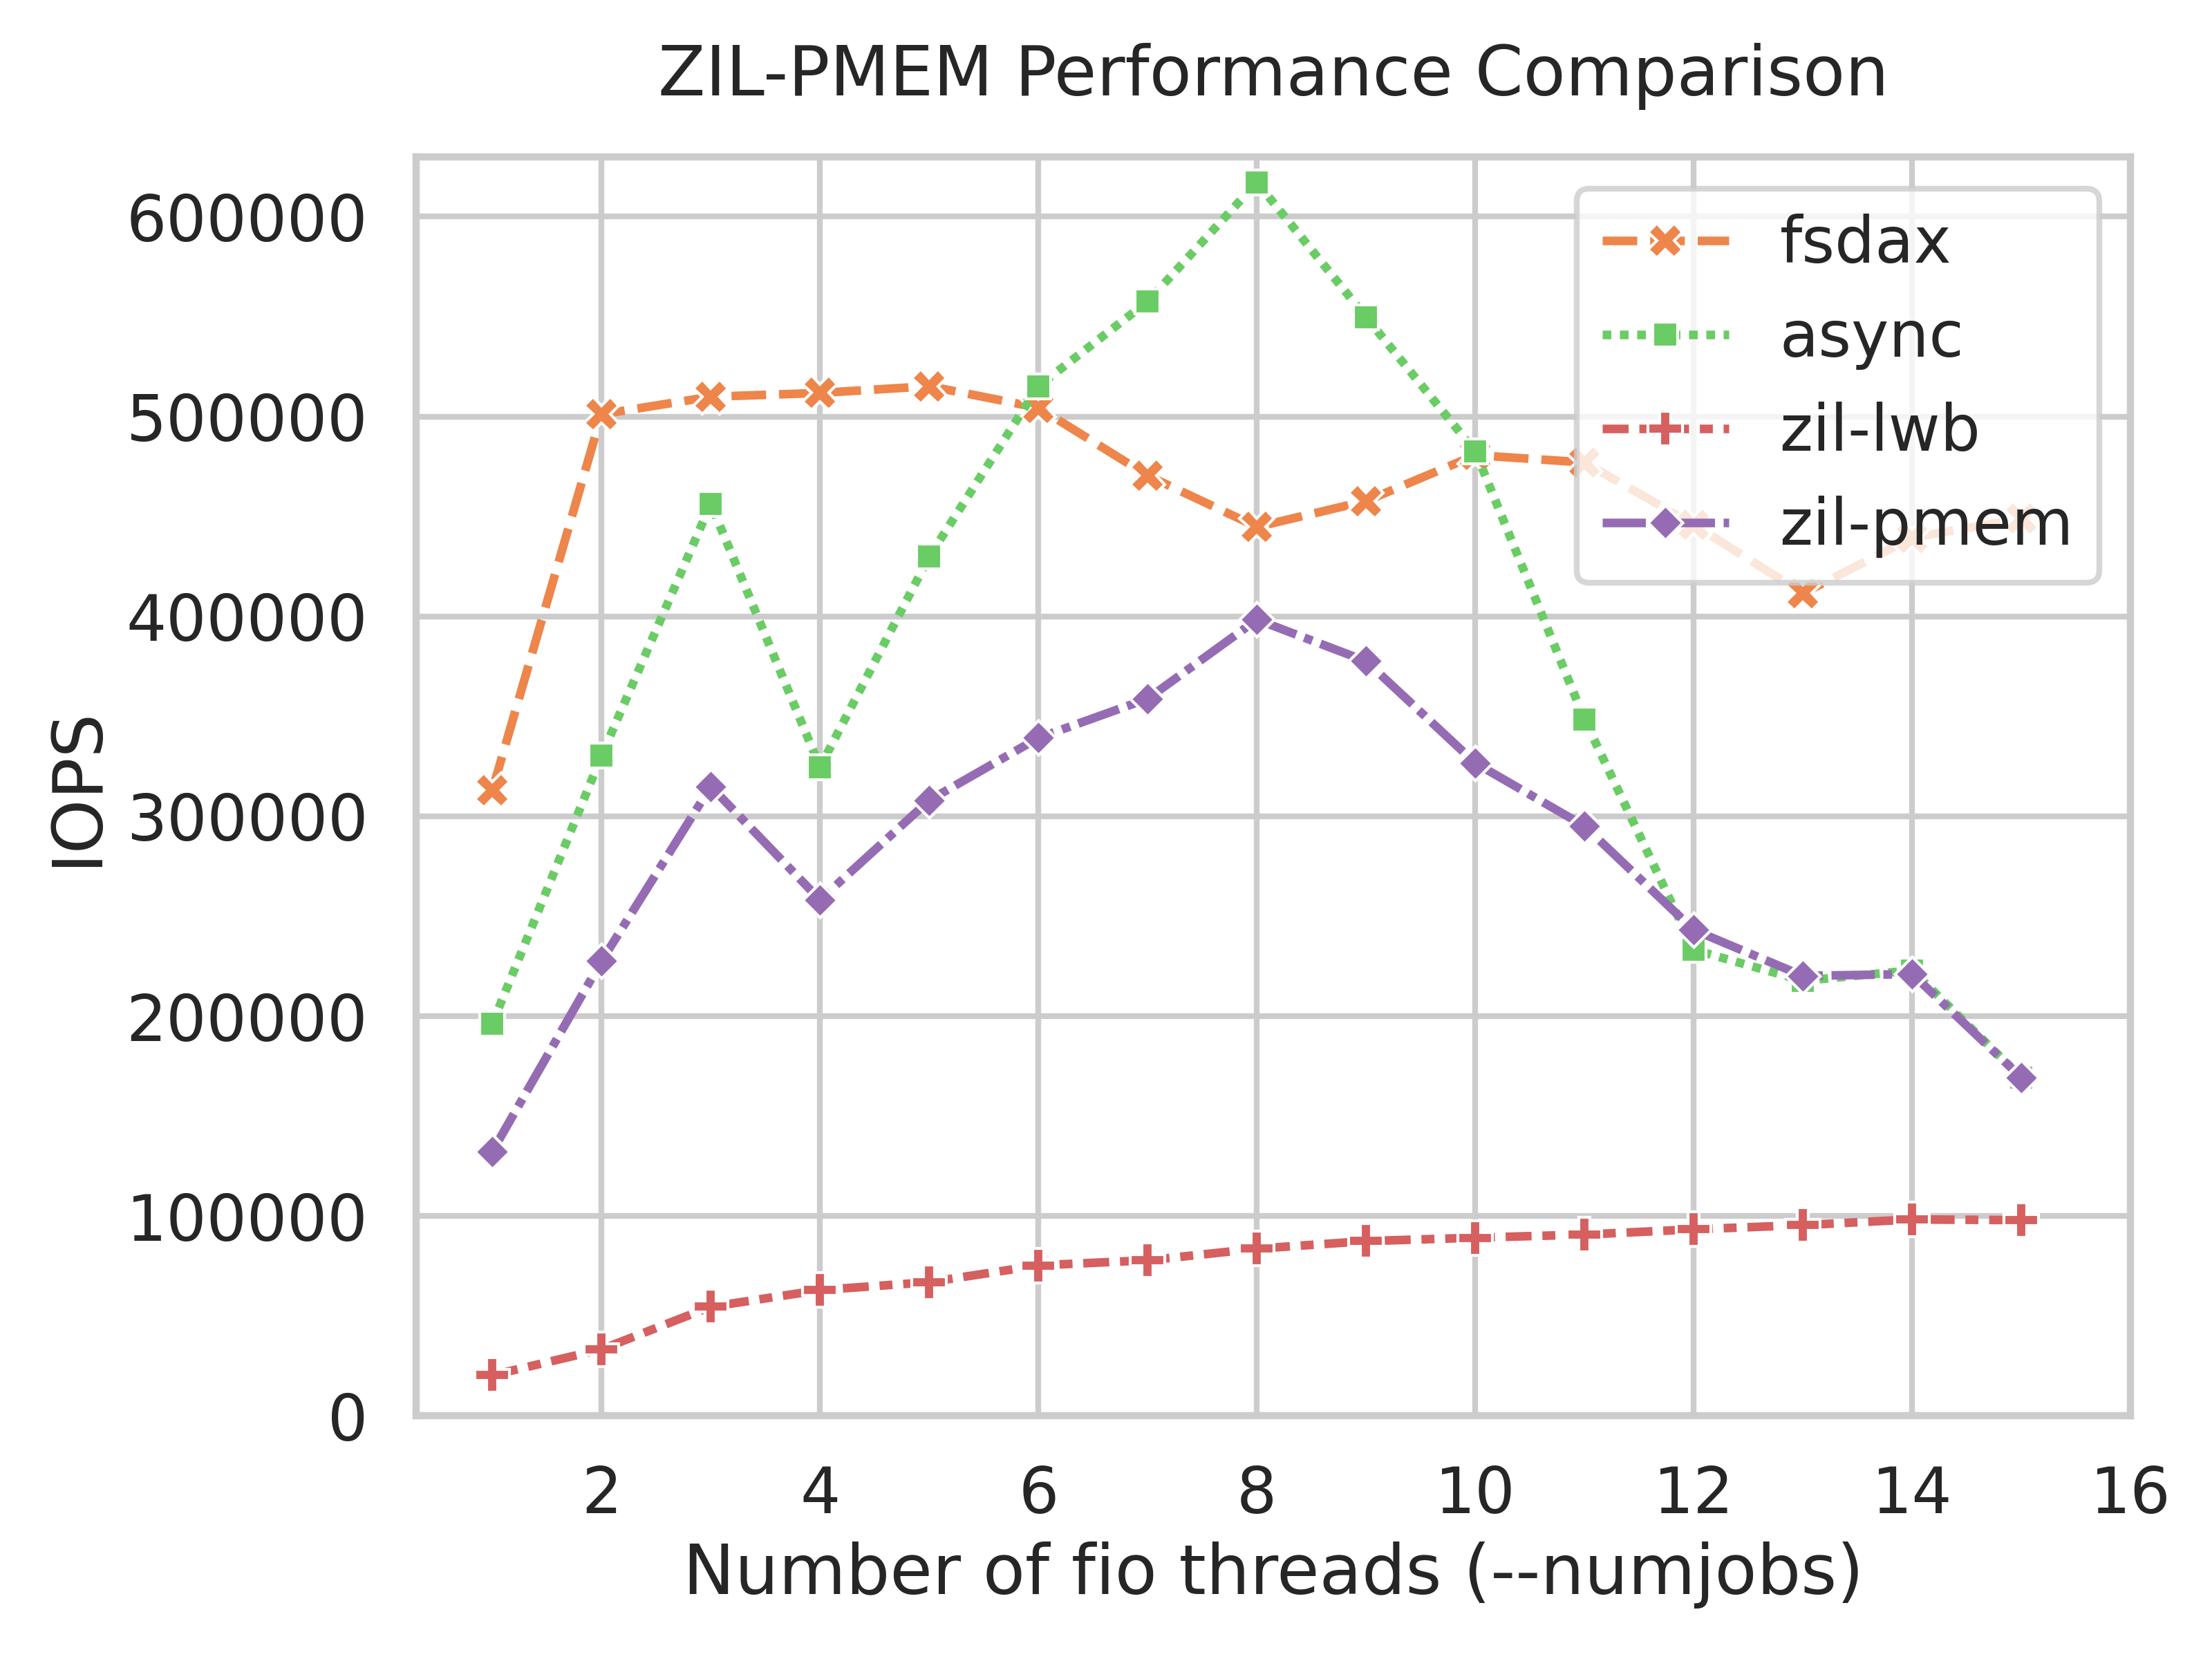 ZIL-PMEM Performance Comparison
600000
500000
400000
300000
200000
100000
0
IOPS
fsdax
async
zil-lwb
zil-pmem
2 4 6 8 10 12 14 16
Number of fio threads (--numjobs)